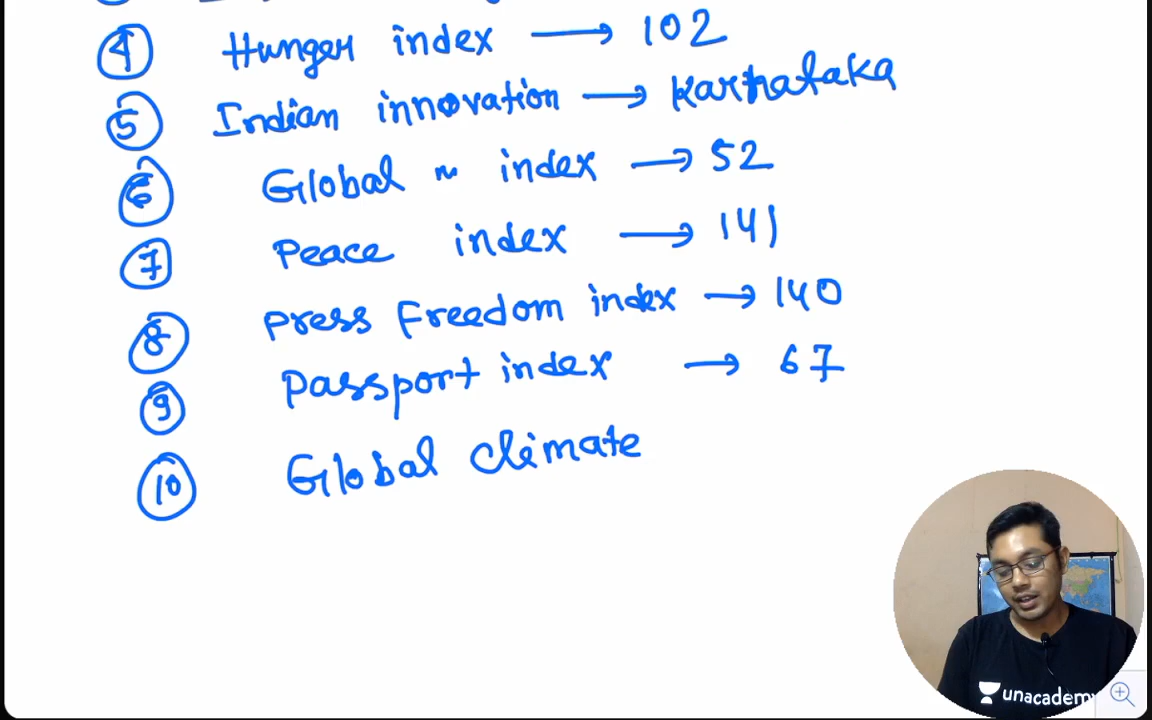 4 Hunger index → 102
5 Indian innovation → Karnataka
6 Global ~ index → 52
7 Peace index → 141
8 Press Freedom index → 140
9 Passport index → 67
10 Global climate
unacademy